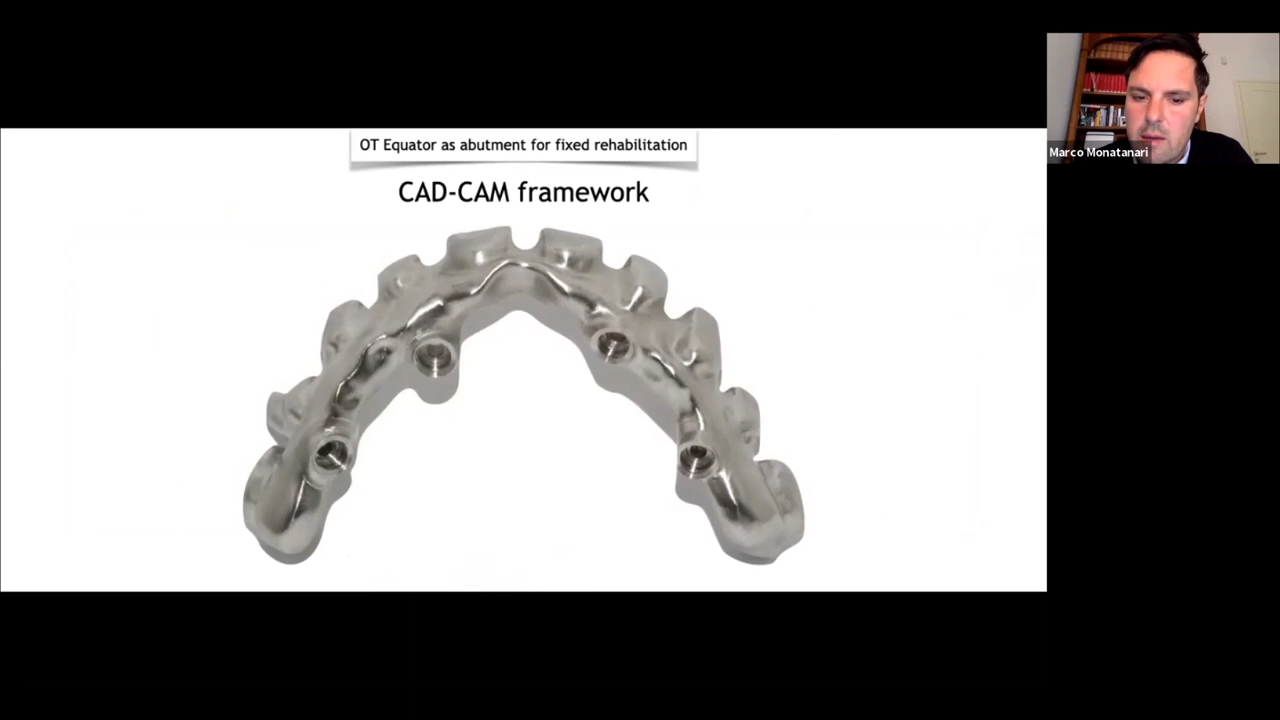 OT Equator as abutment for fixed rehabilitation
CAD-CAM framework
Marco Monatanari